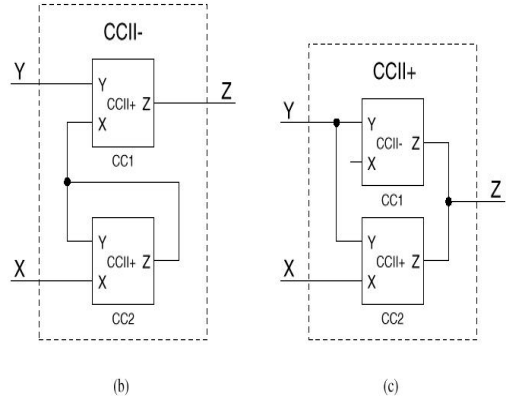 CCII-
Y
Y
CCII+ Z
Z
X
CC1
Y
CCII+ Z
X
X
CC2
(b)
CCII+
Y
Y
CCII- Z
X
CC1
Z
Y
CCII+ Z
X
X
CC2
(c)